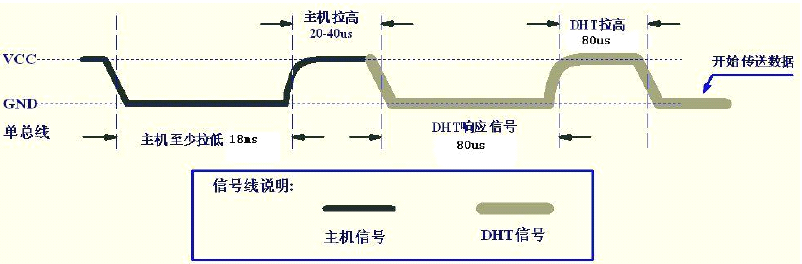 主机拉高
20-40us
DHT拉高
80us
VCC
开始传送数据
GND
单总线
主机至少拉低 18ms
DHT响应信号
80us
信号线说明:
主机信号
DHT信号